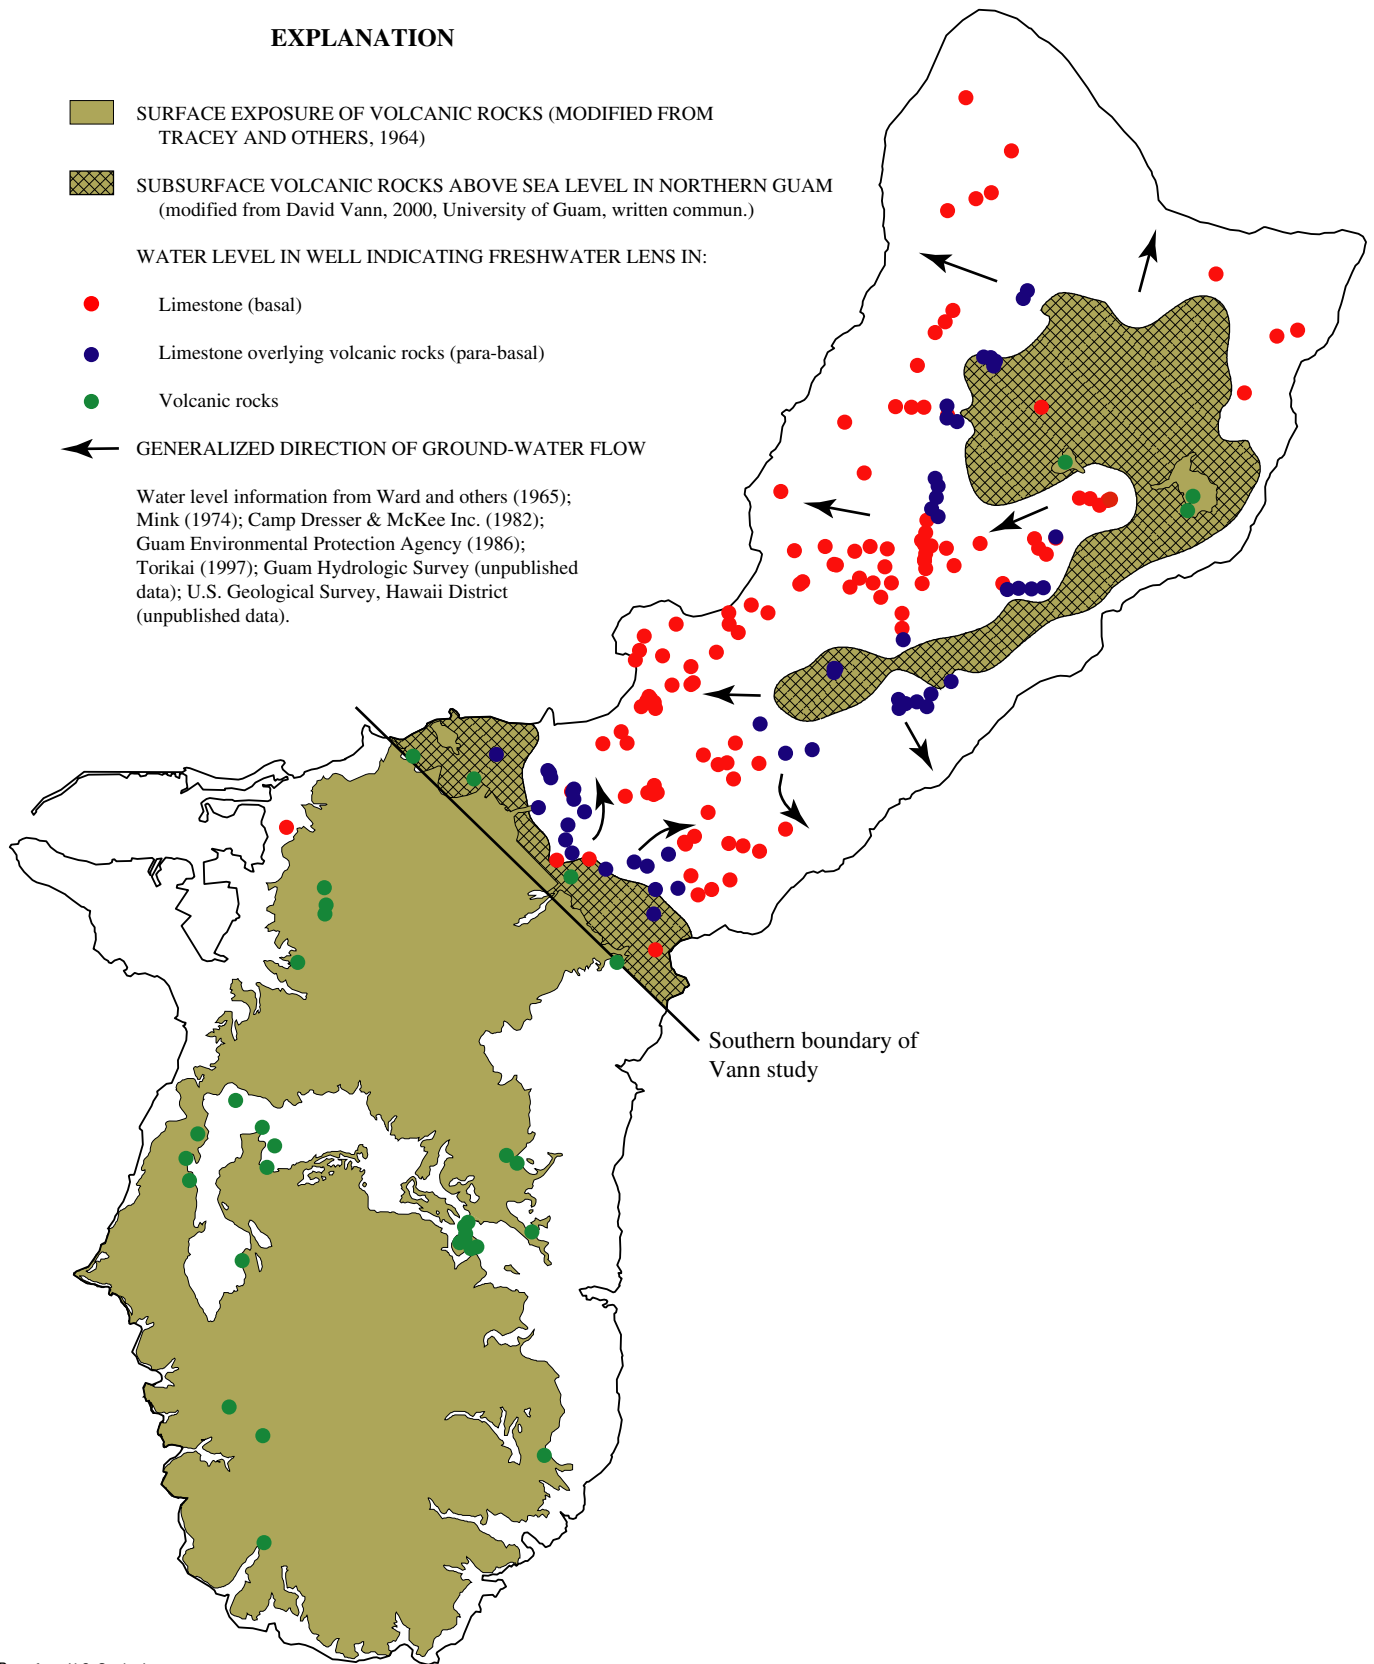 EXPLANATION
SURFACE EXPOSURE OF VOLCANIC ROCKS (MODIFIED FROM
TRACEY AND OTHERS, 1964)
SUBSURFACE VOLCANIC ROCKS ABOVE SEA LEVEL IN NORTHERN GUAM
(modified from David Vann, 2000, University of Guam, written commun.)
WATER LEVEL IN WELL INDICATING FRESHWATER LENS IN:
Limestone (basal)
Limestone overlying volcanic rocks (para-basal)
Volcanic rocks
GENERALIZED DIRECTION OF GROUND-WATER FLOW
Water level information from Ward and others (1965);
Mink (1974); Camp Dresser & McKee Inc. (1982);
Guam Environmental Protection Agency (1986);
Torikai (1997); Guam Hydrologic Survey (unpublished
data); U.S. Geological Survey, Hawaii District
(unpublished data).
Southern boundary of
Vann study